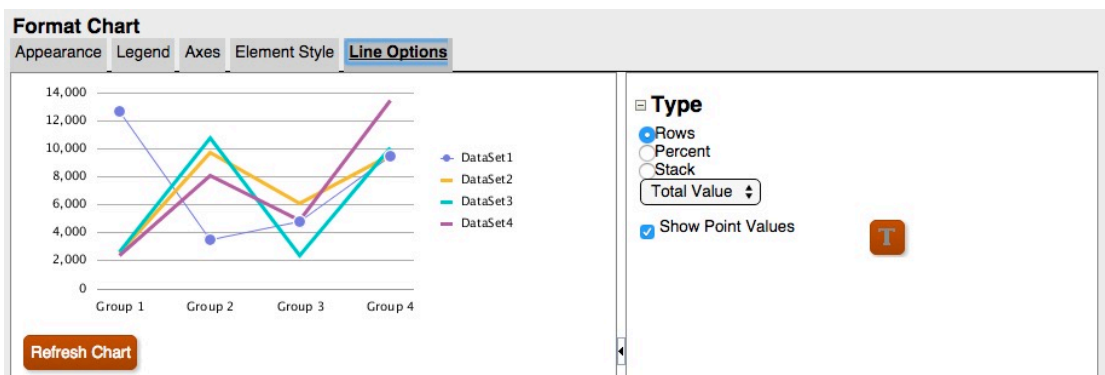 Format Chart
Appearance Legend Axes Element Style Line Options
14,000
12,000
10,000
8,000
6,000
4,000
2,000
0
Group 1 Group 2 Group 3 Group 4
DataSet1
DataSet2
DataSet3
DataSet4
Refresh Chart
Type
Rows
Percent
Stack
Total Value
Show Point Values
T